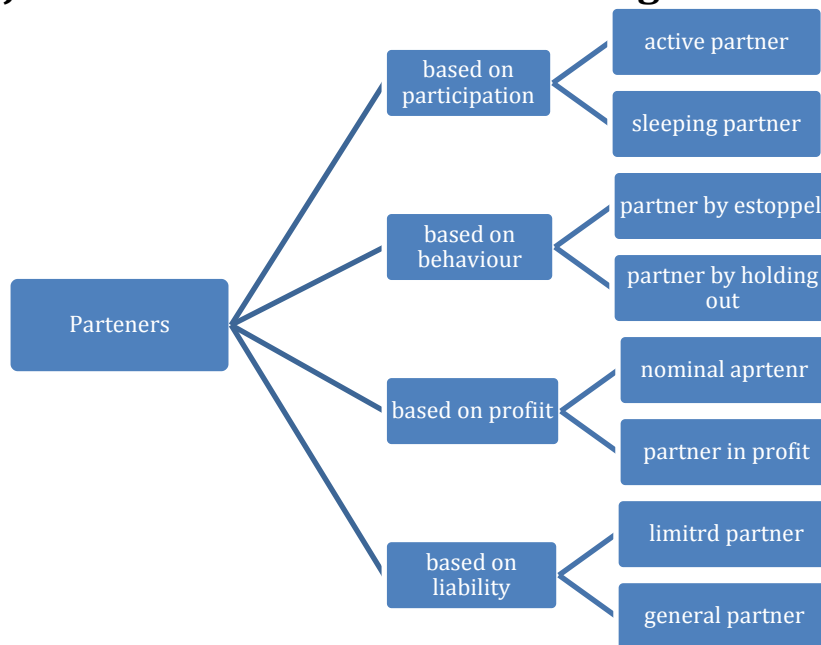 based on
participation
active partner
sleeping partner
based on
behaviour
partner by estoppel
partner by holding
out
Parteners
based on profiit
nominal aprtenr
partner in profit
based on
liability
limitrd partner
general partner